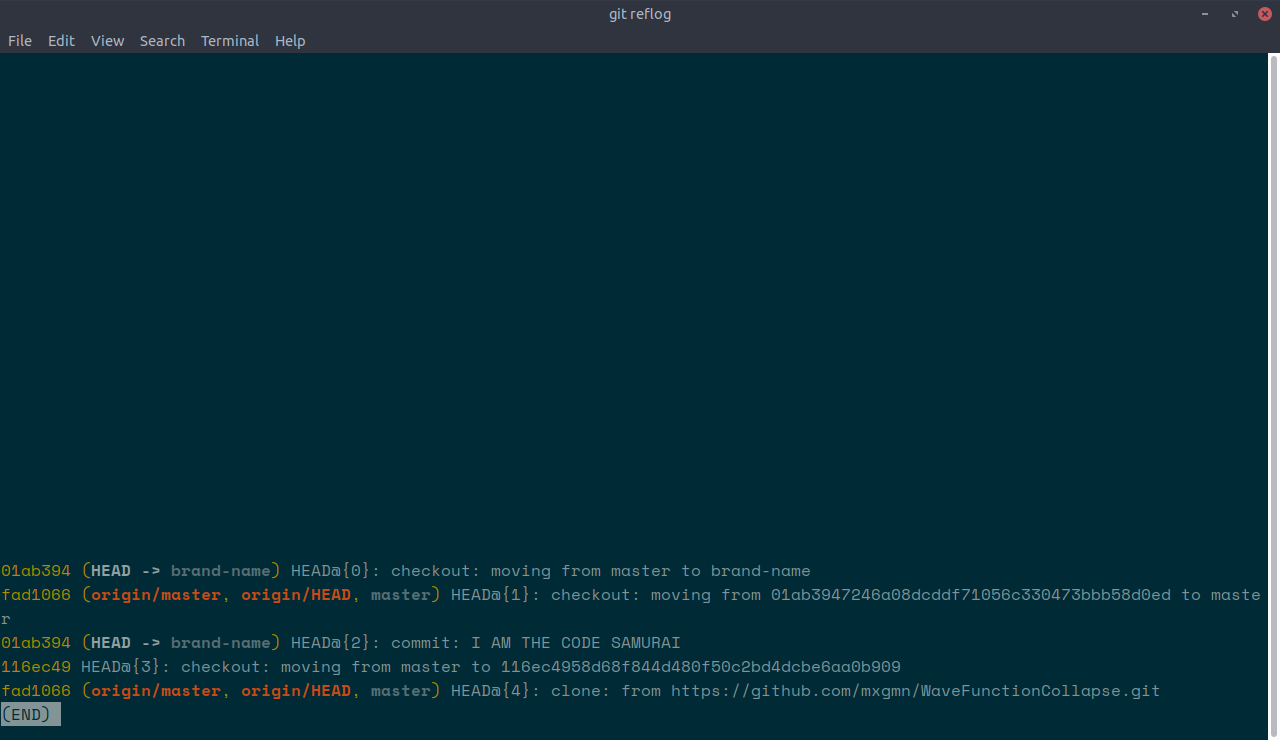 git reflog
File Edit View Search Terminal Help
01ab394 (HEAD -> brand-name) HEAD@{0}: checkout: moving from master to brand-name
fad1066 (origin/master, origin/HEAD, master) HEAD@{1}: checkout: moving from 01ab3947246a08dcddf71056c330473bbb58d0ed to maste
r
01ab394 (HEAD -> brand-name) HEAD@{2}: commit: I AM THE CODE SAMURAI
116ec49 HEAD@{3}: checkout: moving from master to 116ec4958d68f844d480f50c2bd4dcbe6aa0b909
fad1066 (origin/master, origin/HEAD, master) HEAD@{4}: clone: from https://github.com/mxgmn/WaveFunctionCollapse.git
(END)